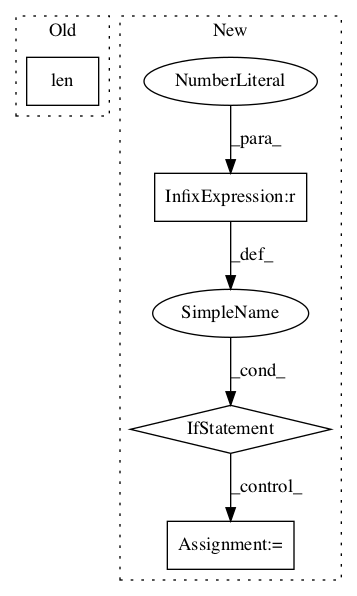 Old
New
len
NumberLiteral
_para_
InfixExpression:r
_def_
SimpleName
_cond_
IfStatement
_control_
Assignment:=